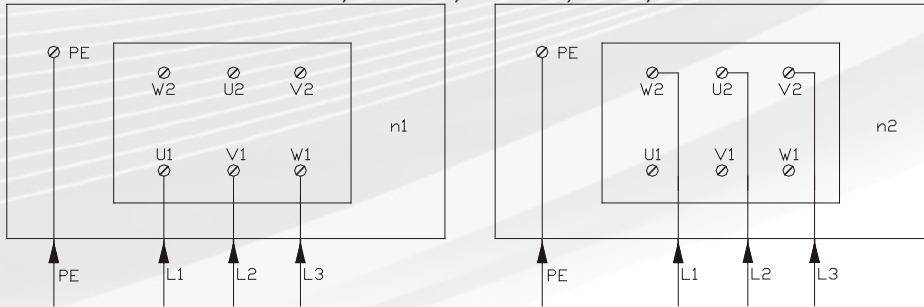 PE
W2 U2 V2
n1
U1 V1 W1
PE L1 L2 L3
PE
W2 U2 V2
n2
U1 V1 W1
PE L1 L2 L3